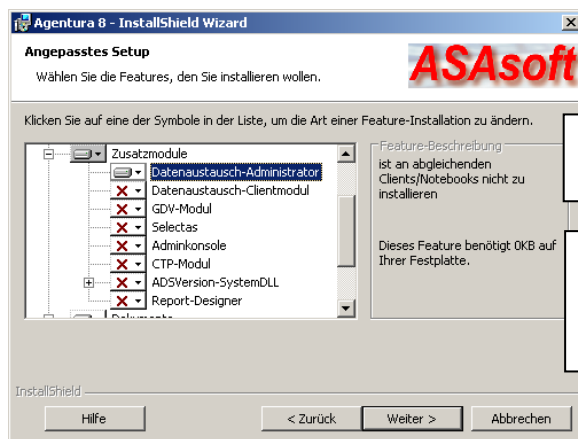 Agentura 8 - InstallShield Wizard
Angepasstes Setup
Wählen Sie die Features, den Sie installieren wollen.
ASAsoft
Klicken Sie auf eine der Symbole in der Liste, um die Art einer Feature-Installation zu ändern.
Zusatzmodule
Datenaustausch-Administrator
Datenaustausch-Clientmodul
GDV-Modul
Selectas
Adminkonsole
CTP-Modul
ADSVersion-SystemDLL
Report-Designer
Dokumente
Feature-Beschreibung
ist an abgleichenden
Clients/Notebooks nicht zu
installieren
Dieses Feature benötigt 0KB auf
Ihrer Festplatte.
InstallShield
Hilfe
< Zurück
Weiter >
Abbrechen